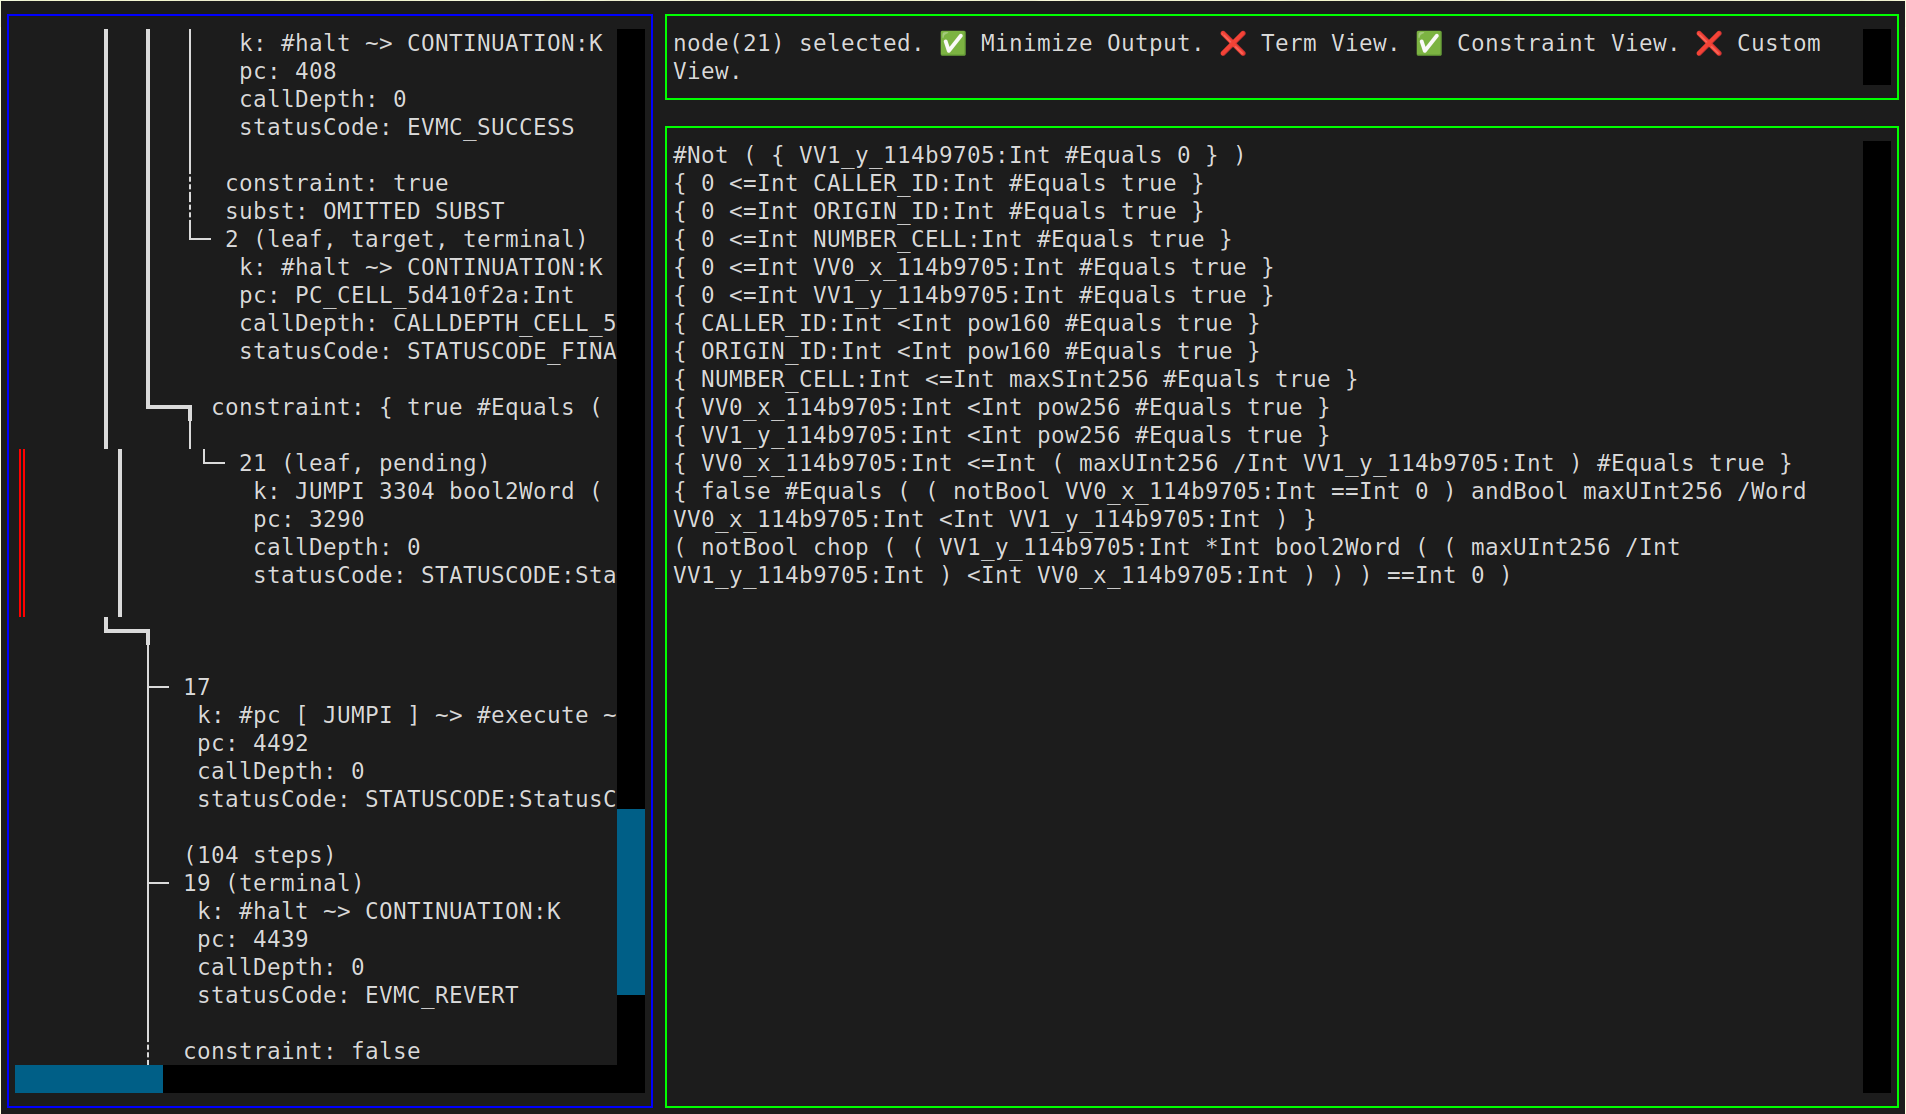 k: #halt ~> CONTINUATION:K
pc: 408
callDepth: 0
statusCode: EVMC_SUCCESS
constraint: true
subst: OMITTED SUBST
2 (leaf, target, terminal)
k: #halt ~> CONTINUATION:K
pc: PC_CELL_5d410f2a:Int
callDepth: CALLDEPTH_CELL_5
statusCode: STATUSCODE_FINA
constraint: { true #Equals (
21 (leaf, pending)
k: JUMPI 3304 bool2Word (
pc: 3290
callDepth: 0
statusCode: STATUSCODE:Sta
17
k: #pc [ JUMPI ] ~> #execute ~
pc: 4492
callDepth: 0
statusCode: STATUSCODE:StatusC
(104 steps)
19 (terminal)
k: #halt ~> CONTINUATION:K
pc: 4439
callDepth: 0
statusCode: EVMC_REVERT
constraint: false
node(21) selected. ✅ Minimize Output. ❌ Term View. ✅ Constraint View. ❌ Custom
View.
#Not ( { VV1_y_114b9705:Int #Equals 0 } )
{ 0 <=Int CALLER_ID:Int #Equals true }
{ 0 <=Int ORIGIN_ID:Int #Equals true }
{ 0 <=Int NUMBER_CELL:Int #Equals true }
{ 0 <=Int VV0_x_114b9705:Int #Equals true }
{ 0 <=Int VV1_y_114b9705:Int #Equals true }
{ CALLER_ID:Int <Int pow160 #Equals true }
{ ORIGIN_ID:Int <Int pow160 #Equals true }
{ NUMBER_CELL:Int <=Int maxSInt256 #Equals true }
{ VV0_x_114b9705:Int <Int pow256 #Equals true }
{ VV1_y_114b9705:Int <Int pow256 #Equals true }
{ VV0_x_114b9705:Int <=Int ( maxUInt256 /Int VV1_y_114b9705:Int ) #Equals true }
{ false #Equals ( ( notBool VV0_x_114b9705:Int ==Int 0 ) andBool maxUInt256 /Word
VV0_x_114b9705:Int <Int VV1_y_114b9705:Int ) }
( notBool chop ( ( VV1_y_114b9705:Int *Int bool2Word ( ( maxUInt256 /Int
VV1_y_114b9705:Int ) <Int VV0_x_114b9705:Int ) ) ) ==Int 0 )